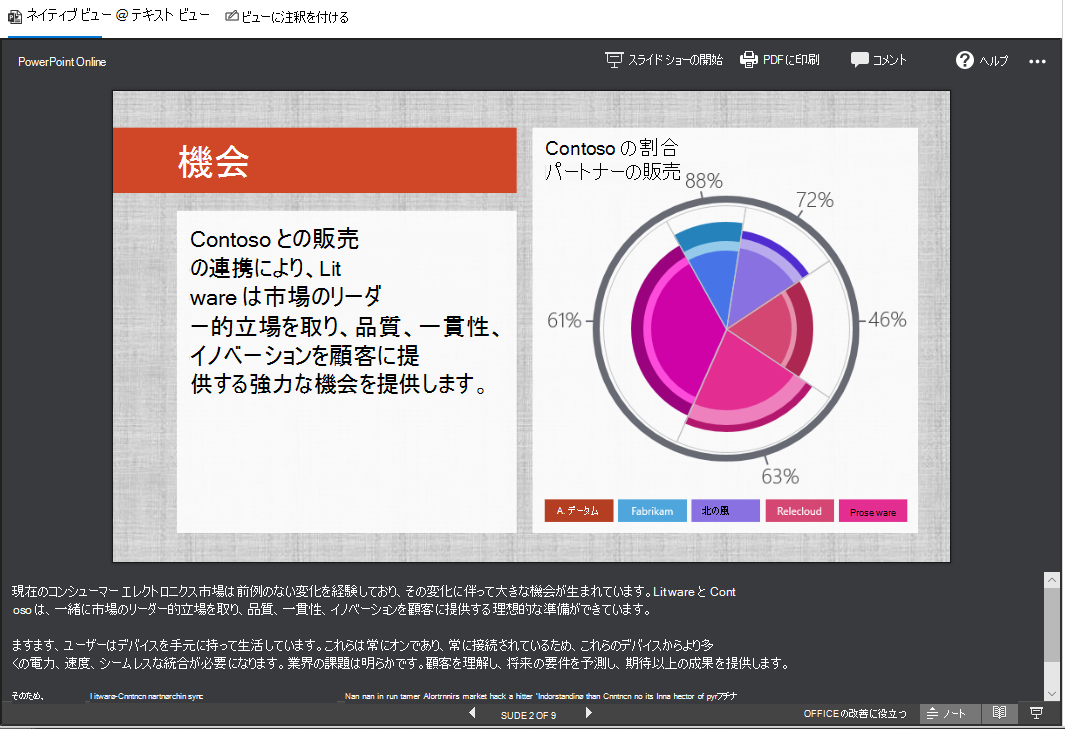 ネイティブ ビュー @ テキスト ビュー ビューに注釈を付ける
PowerPoint Online スライド ショーの開始 PDFに印刷 コメント ヘルプ
機会
Contoso との販売
の連携により、Lit
ware は市場のリーダ
ー的立場を取り、品質、一貫性、
イノベーションを顧客に提
供する強力な機会を提供します。
Contoso の割合
パートナーの販売
88%
72%
61%
46%
63%
A. データム Fabrikam 北の風 Relecloud Prose ware
現在のコンシューマー エレクトロニクス市場は前例のない変化を経験しており、その変化に伴って大きな機会が生まれています。Litware と Cont
oso は、一緒に市場のリーダー的立場を取り、品質、一貫性、イノベーションを顧客に提供する理想的な準備ができています。
ますます、ユーザーはデバイスを手元に持って生活しています。これらは常にオンであり、常に接続されているため、これらのデバイスからより多
くの電力、速度、シームレスな統合が必要になります。業界の課題は明らかです。顧客を理解し、将来の要件を予測し、期待以上の成果を提供します。
そのため、
SUDE 2 OF 9 OFFICEの改善に役立つ ノート